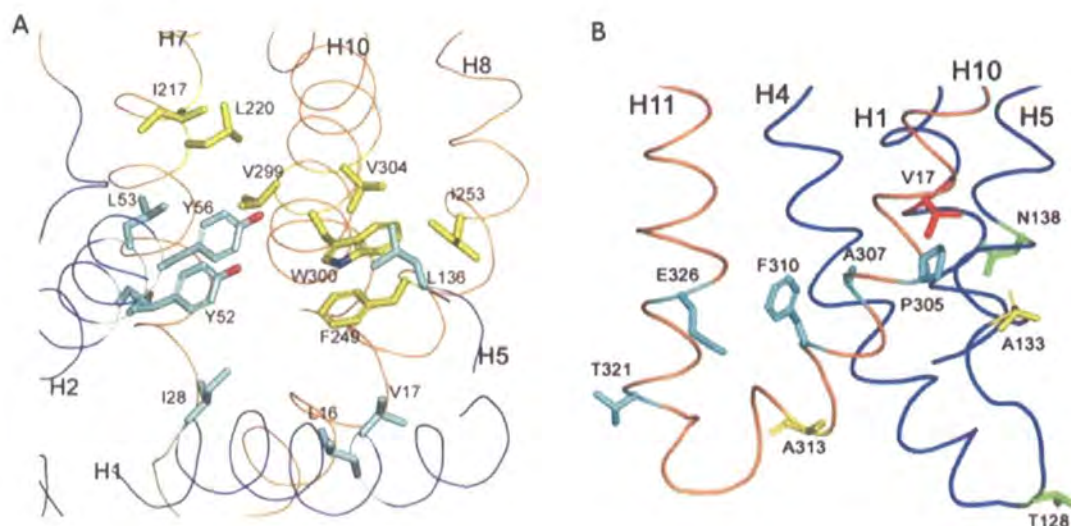 A
H7
H10
H8
I217
L220
V304
V299
I253
L53
Y56
W300
L136
Y52
F249
H5
H2
I28
V17
L16
H1
B
H10
H11
H4
H1
H5
V17
N138
A307
E326
F310
P305
A133
T321
A313
T128